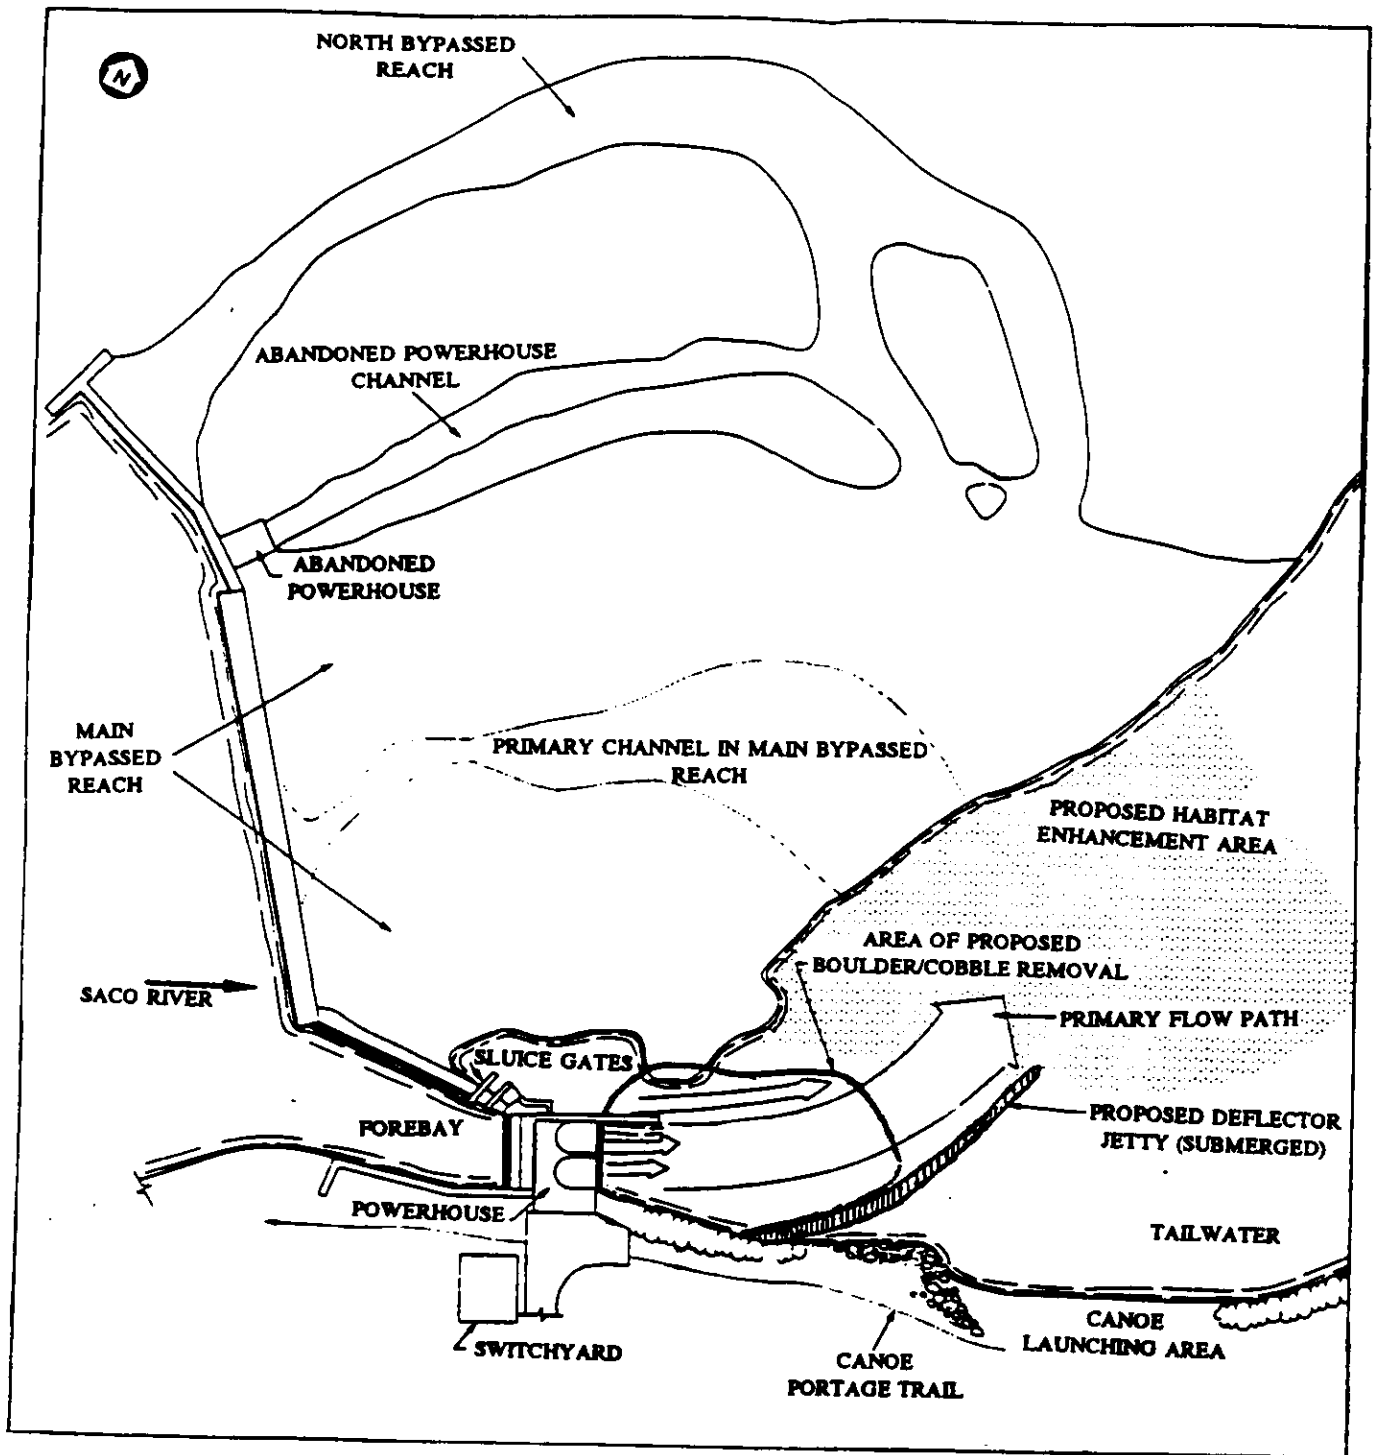 NORTH BYPASSED
REACH
N
ABANDONED POWERHOUSE
CHANNEL
ABANDONED
POWERHOUSE
MAIN
BYPASSED
REACH
PRIMARY CHANNEL IN MAIN BYPASSED
REACH
PROPOSED HABITAT
ENHANCEMENT AREA
AREA OF PROPOSED
BOULDER/COBBLE REMOVAL
SACO RIVER
PRIMARY FLOW PATH
SLUICE GATES
FOREBAY
PROPOSED DEFLECTOR
JETTY (SUBMERGED)
POWERHOUSE
TAILWATER
SWITCHYARD
CANOE
LAUNCHING AREA
CANOE
PORTAGE TRAIL